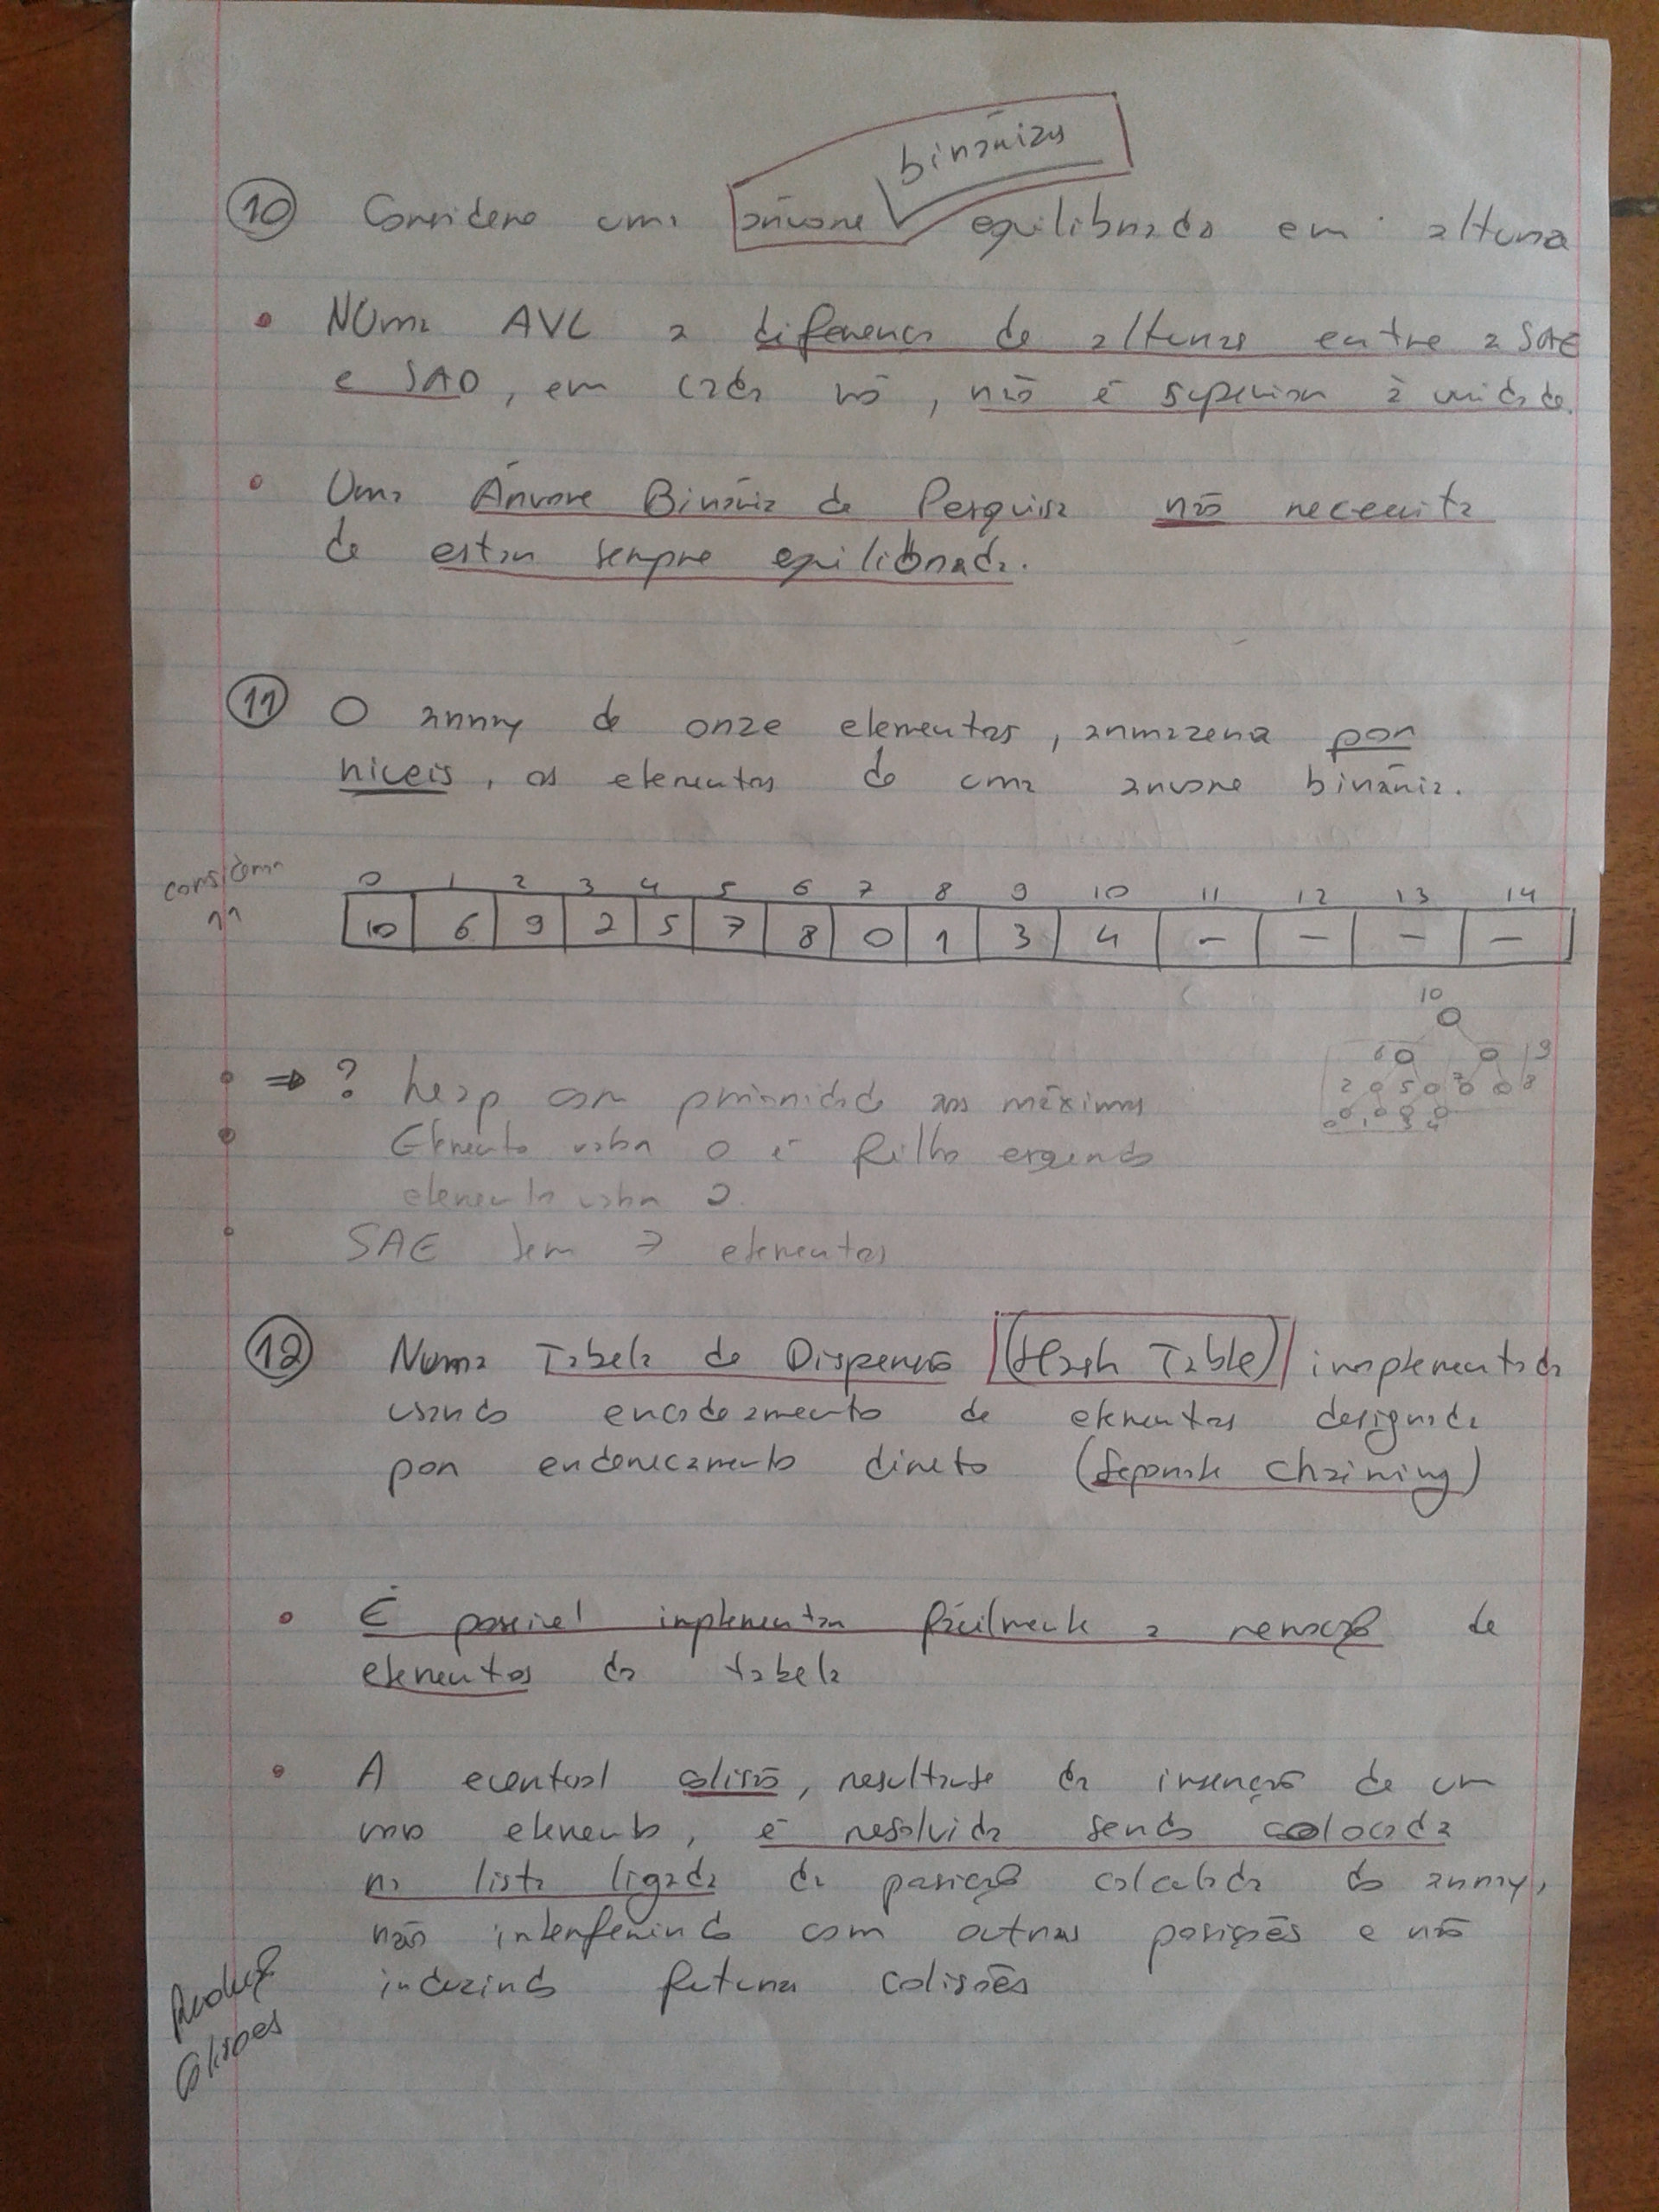 binárias
10 Considere uma árvore equilibrada em altura
• Numa AVL a diferença de alturas entre a SAE
e SAD, em cada nó, não é superior à unidade.
• Uma Árvore Binária de Pesquisa não necessita
de estar sempre equilibrada.
11 O array de onze elementos, armazena por
níveis, os elementos de uma árvore binária.
considerar
11
0 1 2 3 4 5 6 7 8 9 10 11 12 13 14
10 6 9 2 5 7 8 0 1 3 4 - - - -
10
6 9
2 5 7 8
0 1 3 4
⇒ ? heap com prioridade aos máximos
Elemento valor 0 é filho esquerdo
elemento valor 2.
SAE tem 7 elementos
12 Numa Tabela de Dispersão (Hash Table) implementada
usando encadeamento de elementos designada
por endereçamento direto (Separate Chaining)
• É possível implementar facilmente a remoção de
elementos da tabela
• A eventual colisão, resultante da inserção de um
novo elemento, é resolvida sendo colocada
na lista ligada da posição calculada do array,
não interferindo com outras posições e não
induzindo futuras colisões
colisões